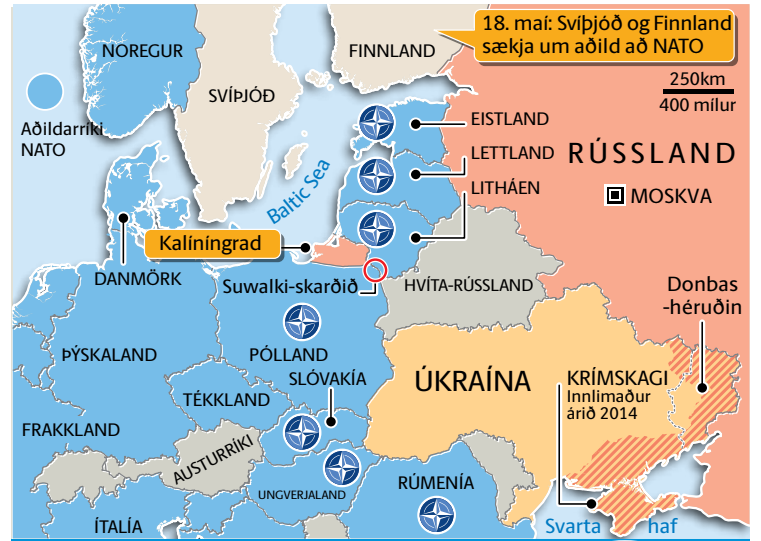 18. maí: Svíþjóð og Finnland
sækja um aðild að NATO
NOREGUR
FINNLAND
SVÍÞJÓÐ
250km
400 mílur
Aðildarríki
NATO
EISTLAND
LETTLAND
RÚSSLAND
LITHÁEN
MOSKVA
Baltic Sea
Kalíníngrad
DANMÖRK
Suwalki-skarðið
HVÍTA-RÚSSLAND
Donbas
-héruðin
ÞÝSKALAND
PÓLLAND
SLÓVAKÍA
ÚKRAÍNA
KRÍMSKAGI
Innlimaður
árið 2014
TÉKKLAND
FRAKKLAND
AUSTURRÍKI
UNGVERJALAND
RÚMENÍA
ÍTALÍA
Svarta haf